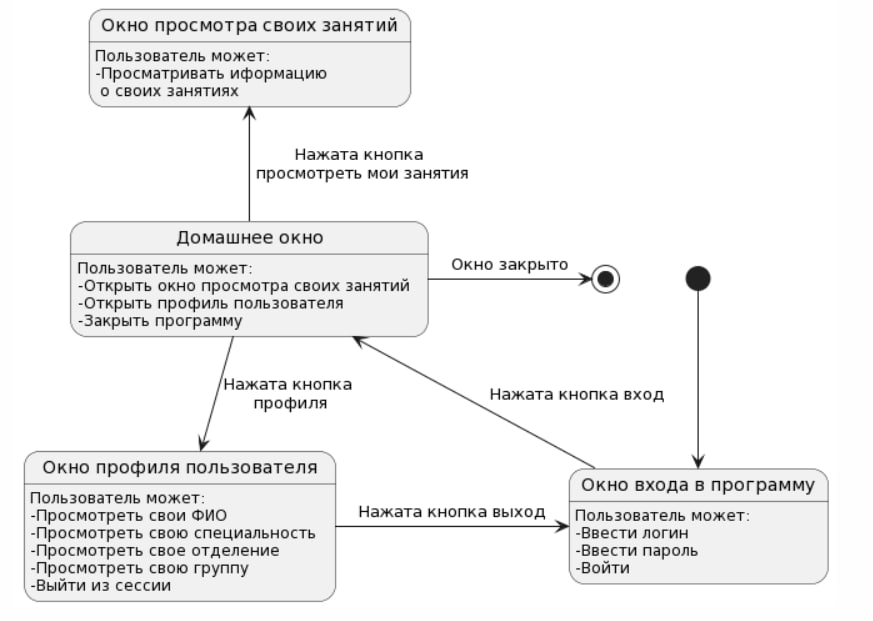 Окно просмотра своих занятий
Пользователь может:
-Просматривать иформацию
о своих занятиях
Нажата кнопка
просмотреть мои занятия
Домашнее окно
Пользователь может:
-Открыть окно просмотра своих занятий
-Открыть профиль пользователя
-Закрыть программу
Окно закрыто
Нажата кнопка
профиля
Нажата кнопка вход
Окно профиля пользователя
Пользователь может:
-Просмотреть свои ФИО
-Просмотреть свою специальность
-Просмотреть свое отделение
-Просмотреть свою группу
-Выйти из сессии
Нажата кнопка выход
Окно входа в программу
Пользователь может:
-Ввести логин
-Ввести пароль
-Войти